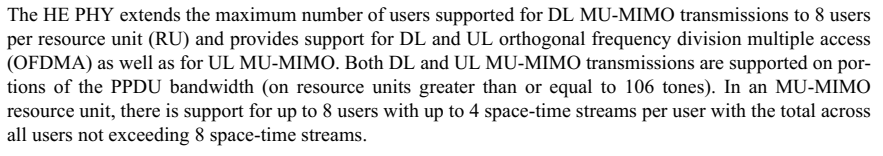 The HE PHY extends the maximum number of users supported for DL MU-MIMO transmissions to 8 users
per resource unit (RU) and provides support for DL and UL orthogonal frequency division multiple access
(OFDMA) as well as for UL MU-MIMO. Both DL and UL MU-MIMO transmissions are supported on por-
tions of the PPDU bandwidth (on resource units greater than or equal to 106 tones). In an MU-MIMO
resource unit, there is support for up to 8 users with up to 4 space-time streams per user with the total across
all users not exceeding 8 space-time streams.